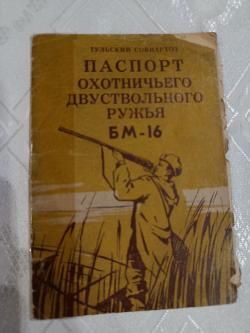 ТУЛЬСКИЙ СОВНАРХОЗ
ПАСПОРТ
ОХОТНИЧЬЕГО
ДВУСТВОЛЬНОГО
РУЖЬЯ
БМ-16